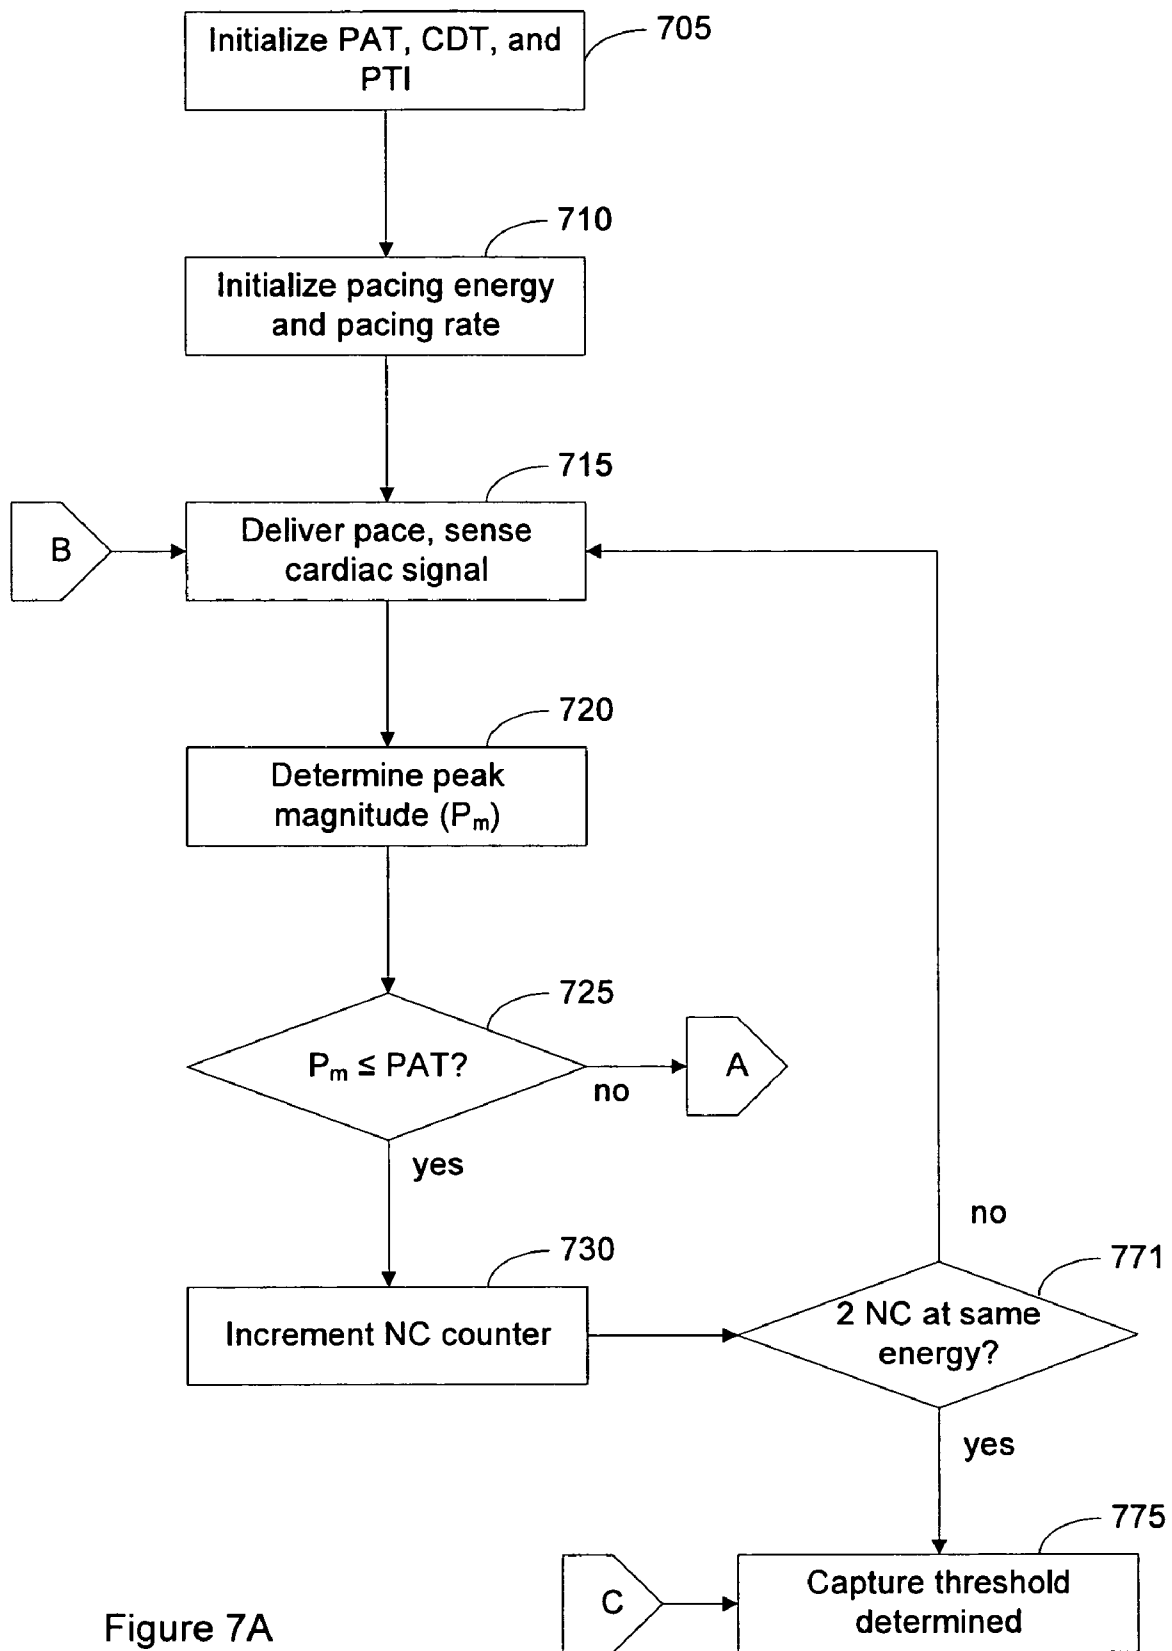 Initialize PAT, CDT, and
PTI
705
710
Initialize pacing energy
and pacing rate
715
B
Deliver pace, sense
cardiac signal
720
Determine peak
magnitude (Pm)
725
Pm ≤ PAT?
no
A
yes
730
Increment NC counter
no
771
2 NC at same
energy?
yes
775
C
Capture threshold
determined
Figure 7A